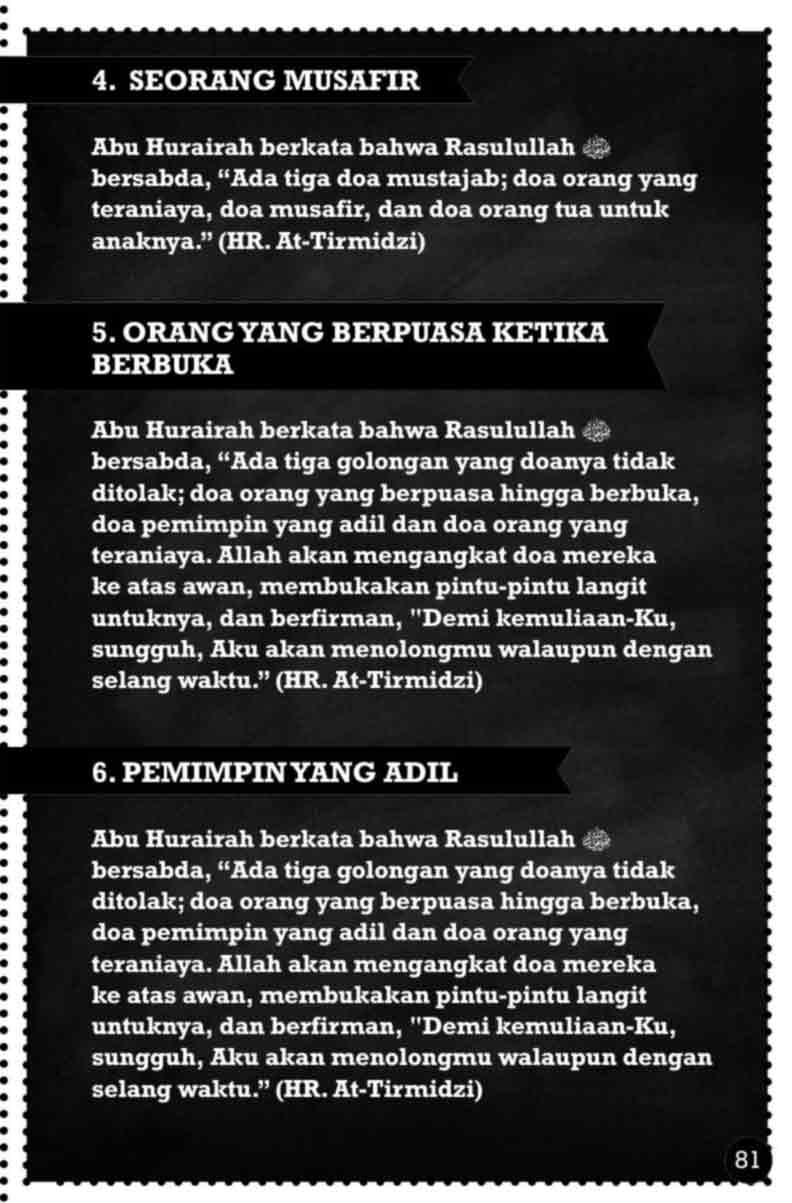 4. SEORANG MUSAFIR
Abu Hurairah berkata bahwa Rasulullah ﷺ
bersabda, “Ada tiga doa mustajab; doa orang yang
teraniaya, doa musafir, dan doa orang tua untuk
anaknya.” (HR. At-Tirmidzi)
5. ORANG YANG BERPUASA KETIKA
BERBUKA
Abu Hurairah berkata bahwa Rasulullah ﷺ
bersabda, “Ada tiga golongan yang doanya tidak
ditolak; doa orang yang berpuasa hingga berbuka,
doa pemimpin yang adil dan doa orang yang
teraniaya. Allah akan mengangkat doa mereka
ke atas awan, membukakan pintu-pintu langit
untuknya, dan berfirman, "Demi kemuliaan-Ku,
sungguh, Aku akan menolongmu walaupun dengan
selang waktu.” (HR. At-Tirmidzi)
6. PEMIMPIN YANG ADIL
Abu Hurairah berkata bahwa Rasulullah ﷺ
bersabda, “Ada tiga golongan yang doanya tidak
ditolak; doa orang yang berpuasa hingga berbuka,
doa pemimpin yang adil dan doa orang yang
teraniaya. Allah akan mengangkat doa mereka
ke atas awan, membukakan pintu-pintu langit
untuknya, dan berfirman, "Demi kemuliaan-Ku,
sungguh, Aku akan menolongmu walaupun dengan
selang waktu.” (HR. At-Tirmidzi)
81